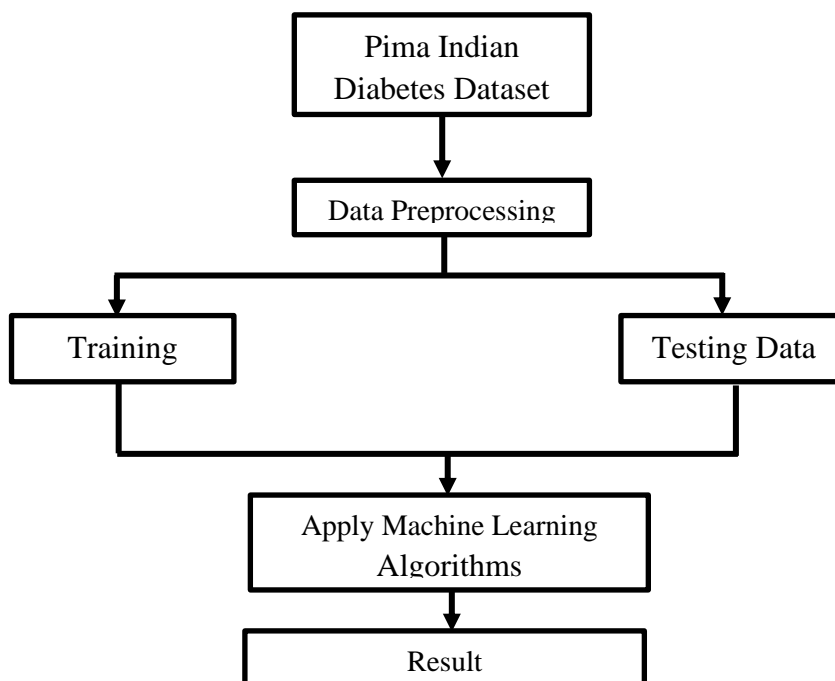 Pima Indian
Diabetes Dataset
Data Preprocessing
Training
Testing Data
Apply Machine Learning
Algorithms
Result